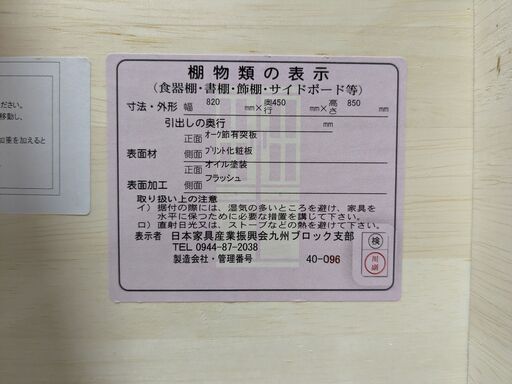 棚物類の表示
(食器棚・書棚・飾棚・サイドボード等)
寸法・外形 幅 820 mm×奥行450 mm×高さ 850 mm
引出しの奥行 mm
表面材 正面 オーク節有突板
側面 プリント化粧板
表面加工 正面 オイル塗装
側面 フラッシュ
取り扱い上の注意
イ）据付の際には、湿気の多いところを避け、家具を
水平に保つために必要な措置を講じて下さい。
ロ）直射日光又は、ストーブなどの熱を避けて下さい。
表示者 日本家具産業振興会九州ブロック支部
TEL 0944-87-2038
製造会社・管理番号 40-096
検
川副
ださい。
移動し、
加重を加えると